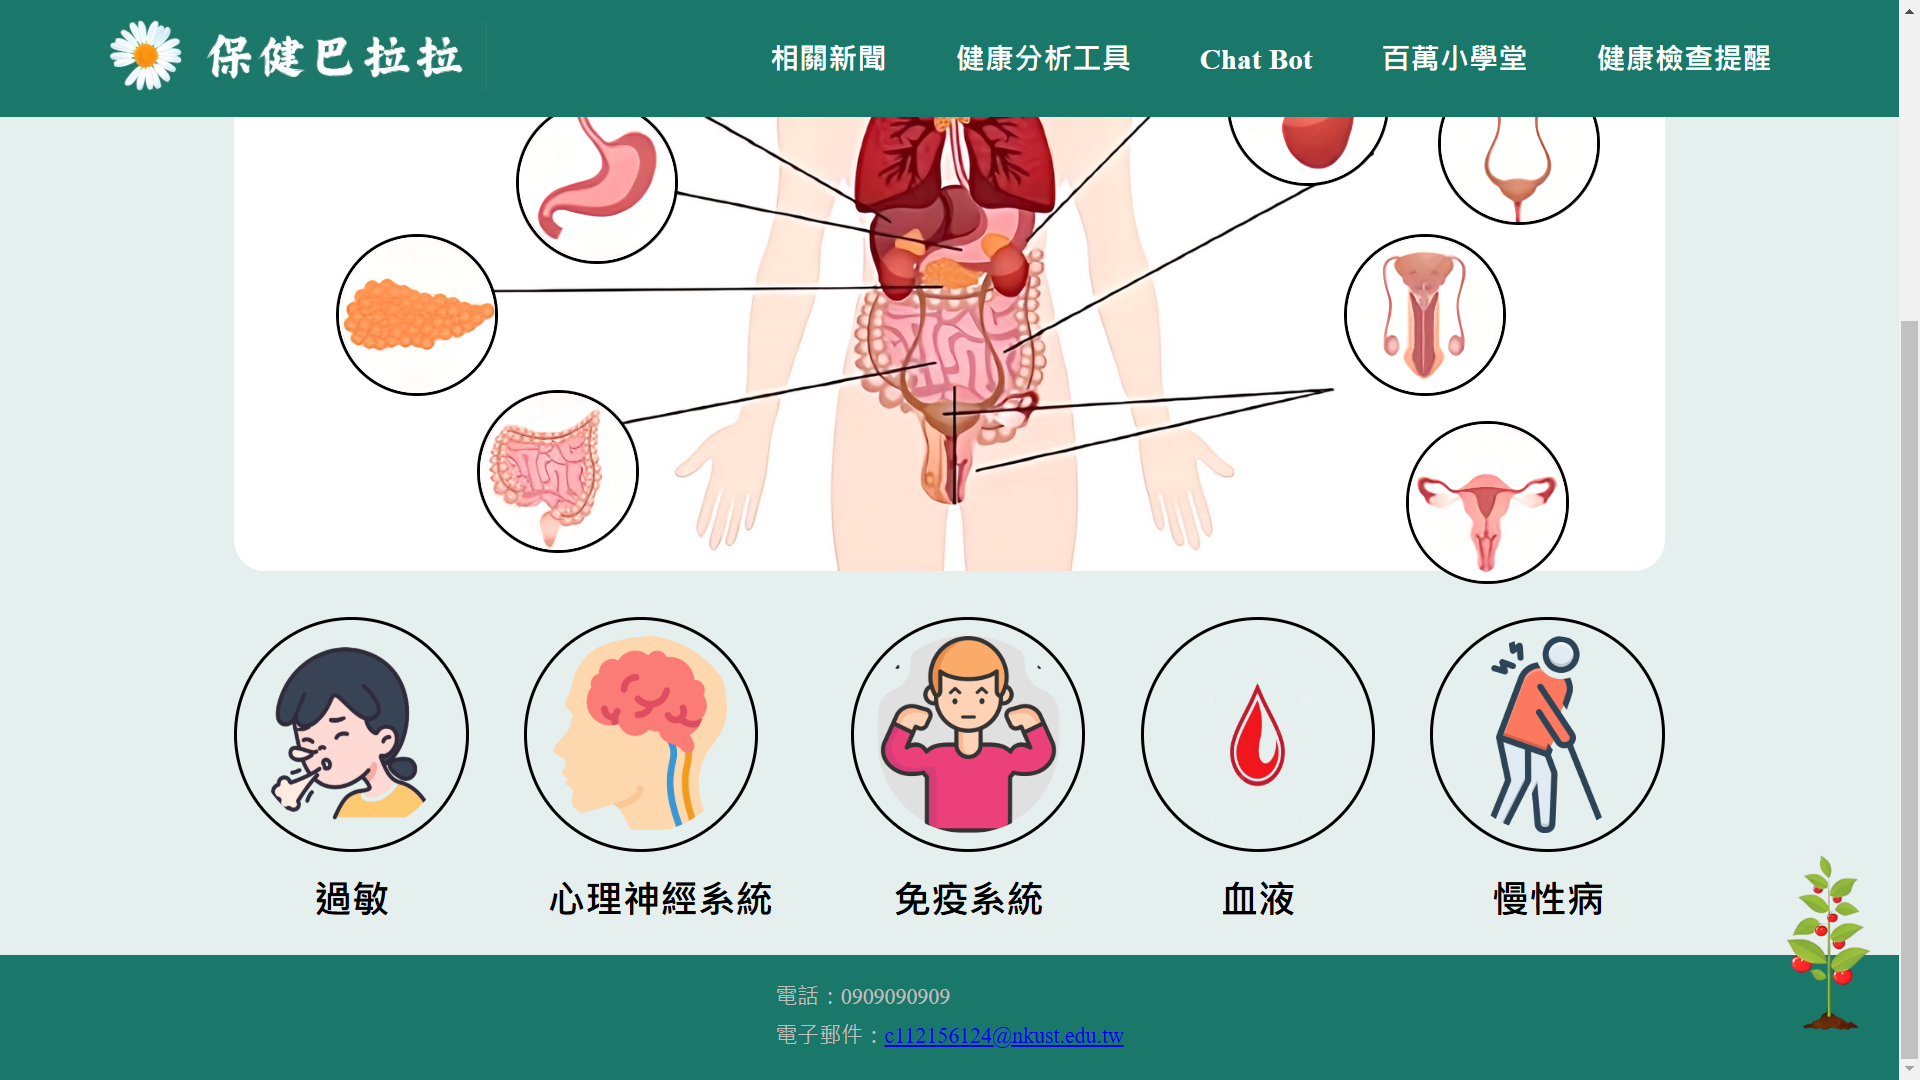 保健巴拉拉
相關新聞
健康分析工具
Chat Bot
百萬小學堂
健康檢查提醒
過敏
心理神經系統
免疫系統
血液
慢性病
電話：0909090909
電子郵件：c112156124@nkust.edu.tw